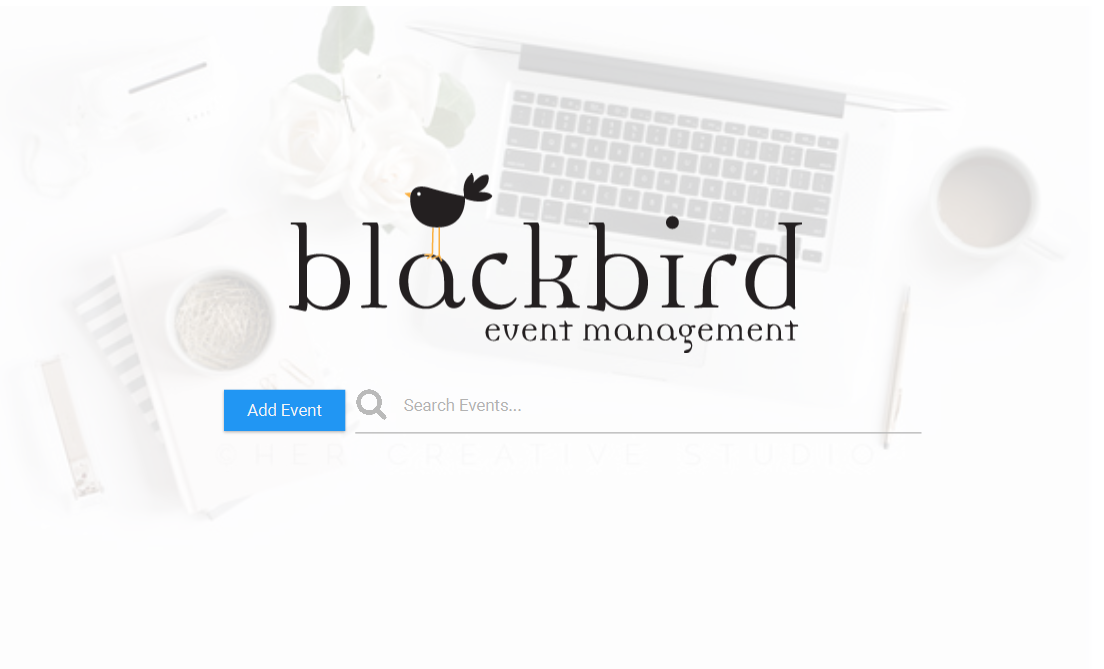 blackbird
event management
Add Event
Search Events...
HER CREATIVE STUDIO